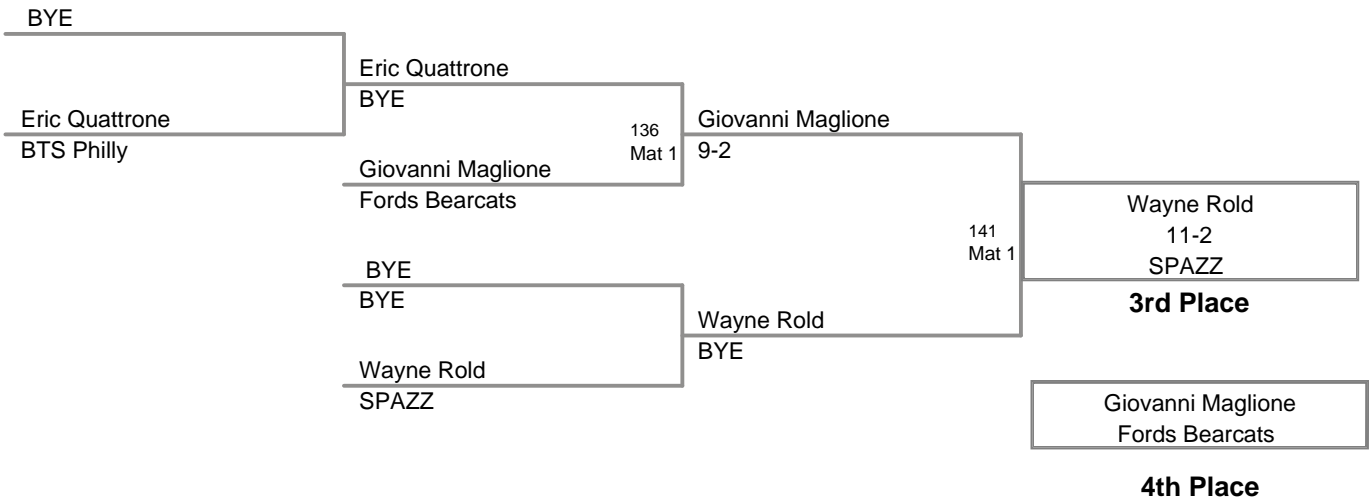 BYE
Eric Quattrone
BTS Philly
Eric Quattrone
BYE
136
Mat 1
Giovanni Maglione
Fords Bearcats
BYE
BYE
Wayne Rold
SPAZZ
Giovanni Maglione
9-2
141
Mat 1
Wayne Rold
BYE
Wayne Rold
11-2
SPAZZ
3rd Place
Giovanni Maglione
Fords Bearcats
4th Place